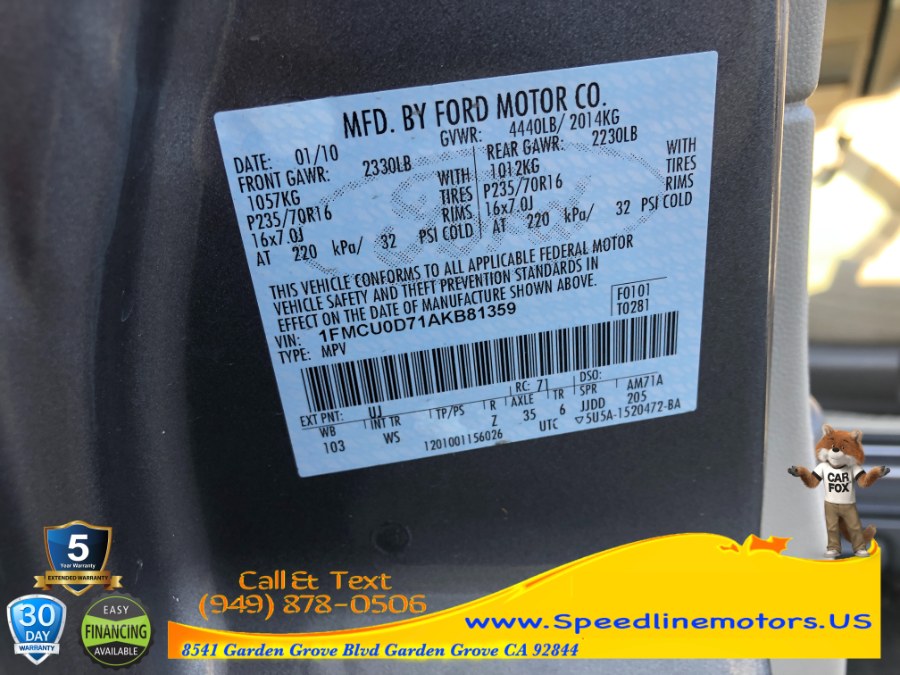 MFD. BY FORD MOTOR CO.
DATE: 01/10 GVWR: 4440LB/ 2014KG
FRONT GAWR: 2330LB REAR GAWR: 2230LB
1057KG WITH 1012KG WITH
P235/70R16 TIRES P235/70R16 TIRES
16x7.0J RIMS 16x7.0J RIMS
AT 220 kPa/ 32 PSI COLD AT 220 kPa/ 32 PSI COLD
THIS VEHICLE CONFORMS TO ALL APPLICABLE FEDERAL MOTOR
VEHICLE SAFETY AND THEFT PREVENTION STANDARDS IN
EFFECT ON THE DATE OF MANUFACTURE SHOWN ABOVE.
VIN: 1FMCU0D71AKB81359 F0101
TYPE: MPV T0281
EXT PNT: UJ RC: 71 DSO:
WB INT TR TP/PS R AXLE TR SPR AM71A
103 WS Z 35 6 JJDD 205
1201001156026 UTC ▽5U5A-1520472-BA
CAR
FOX
5
Year Warranty
EXTENDED WARRANTY
30
DAY
WARRANTY
EASY
FINANCING
AVAILABLE
Call & Text
(949) 878-0506
www.Speedlinemotors.US
8541 Garden Grove Blvd Garden Grove CA 92844